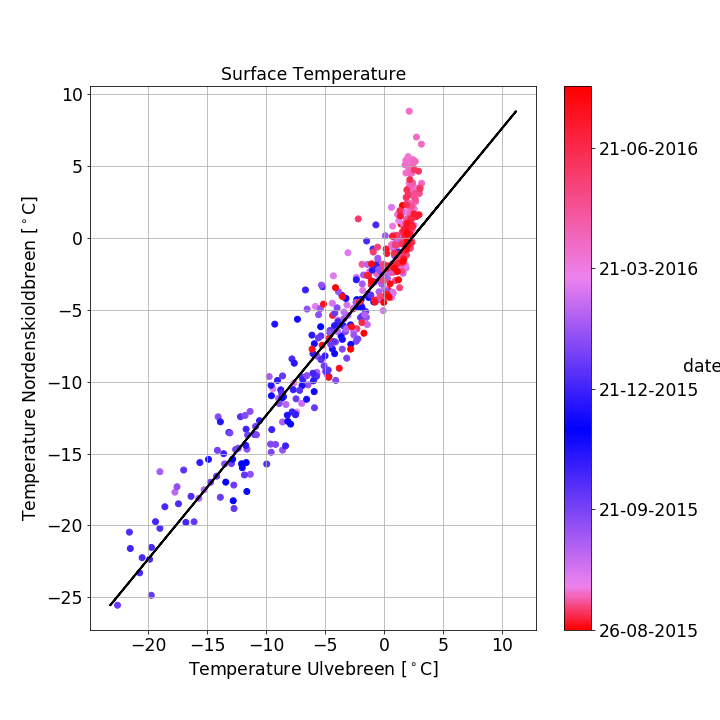 Surface Temperature
10
5
0
−5
−10
−15
−20
−25
Temperature Nordenskioldbreen [°C]
−20 −15 −10 −5 0 5 10
Temperature Ulvebreen [°C]
21-06-2016
21-03-2016
21-12-2015
21-09-2015
26-08-2015
date